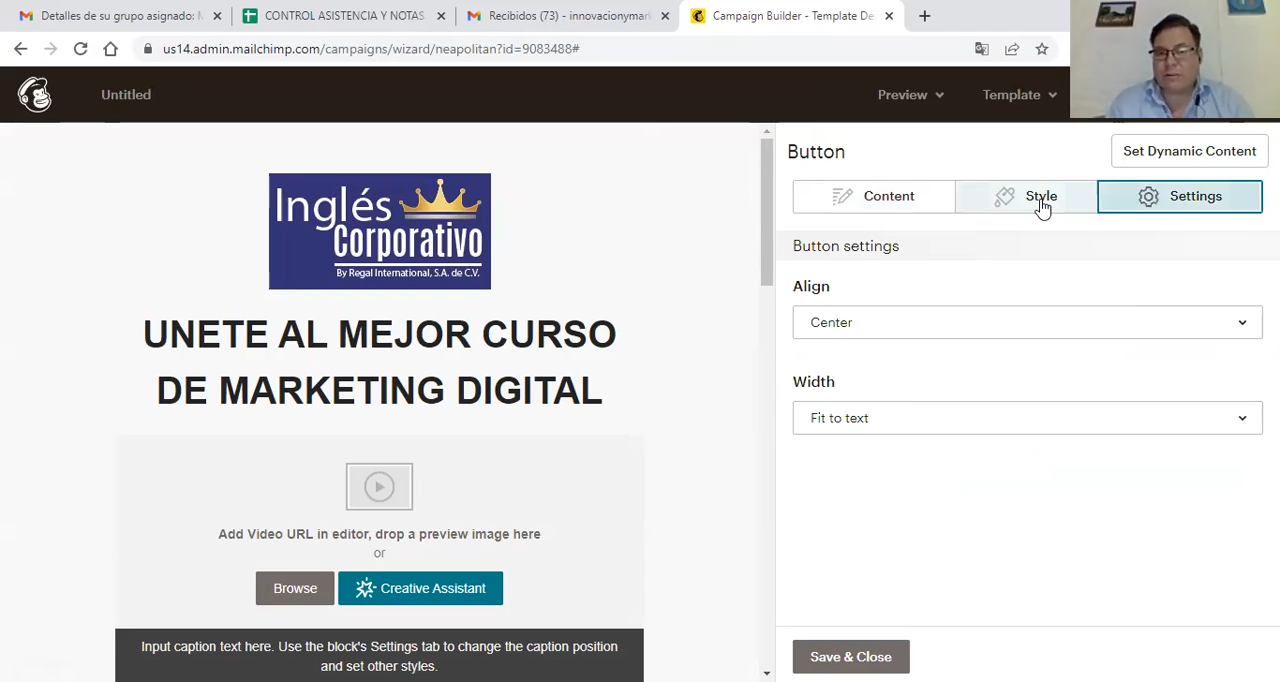 Detalles de su grupo asignado: M
CONTROL ASISTENCIA Y NOTAS.
Recibidos (73) - innovacionymark
Campaign Builder - Template De
us14.admin.mailchimp.com/campaigns/wizard/neapolitan?id=9083488#
Untitled
Preview
Template
Button
Set Dynamic Content
Content
Style
Settings
Button settings
Align
Center
Width
Fit to text
Save & Close
Inglés
Corporativo
By Regal International, S.A. de C.V.
UNETE AL MEJOR CURSO
DE MARKETING DIGITAL
Add Video URL in editor, drop a preview image here
or
Browse
Creative Assistant
Input caption text here. Use the block's Settings tab to change the caption position
and set other styles.